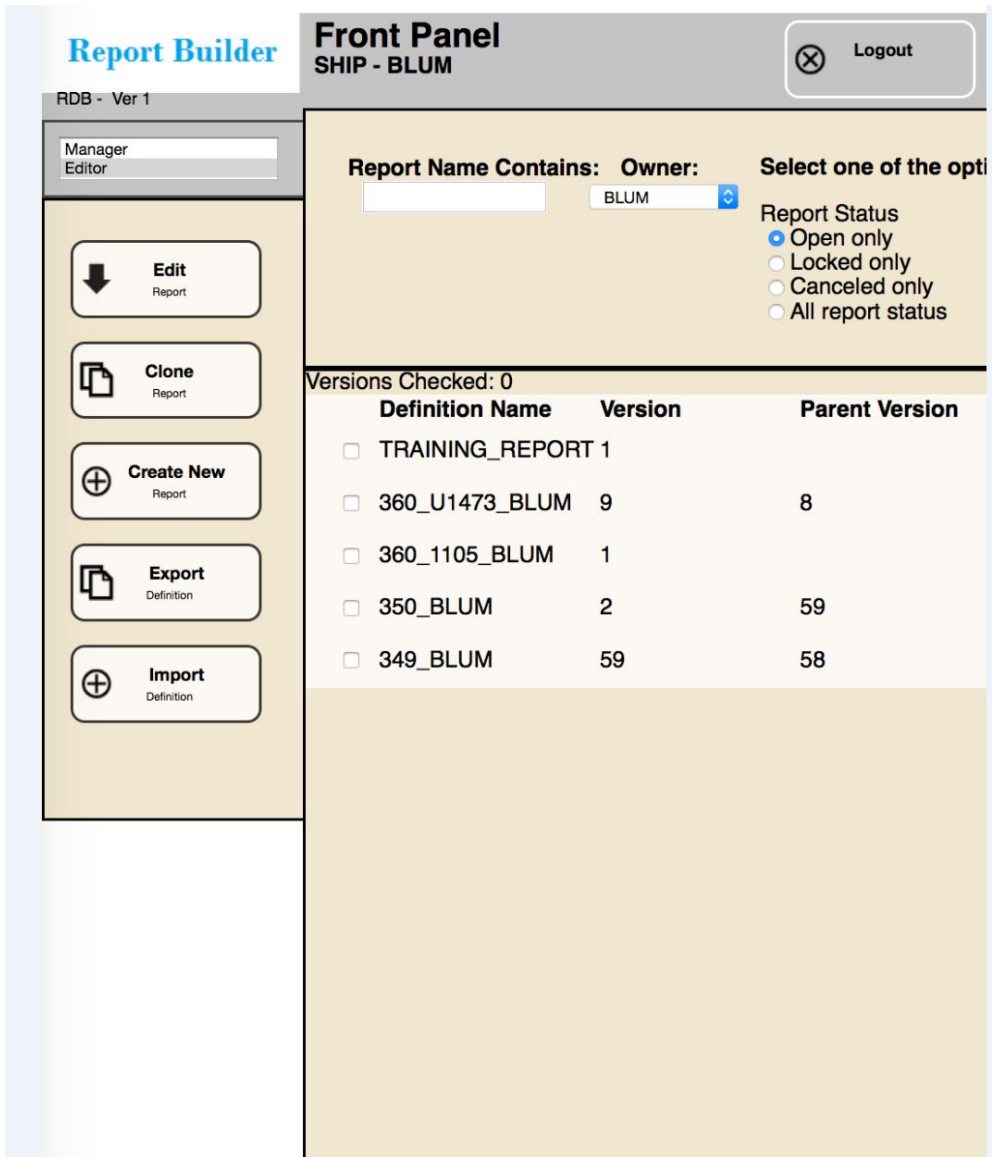 Report Builder
RDB - Ver 1
Front Panel
SHIP - BLUM
Logout
Manager
Editor
Edit
Report
Clone
Report
Create New
Report
Export
Definition
Import
Definition
Report Name Contains: Owner:
BLUM
Select one of the opti
Report Status
Open only
Locked only
Canceled only
All report status
Versions Checked: 0
Definition Name Version Parent Version
TRAINING_REPORT 1
360_U1473_BLUM 9 8
360_1105_BLUM 1
350_BLUM 2 59
349_BLUM 59 58